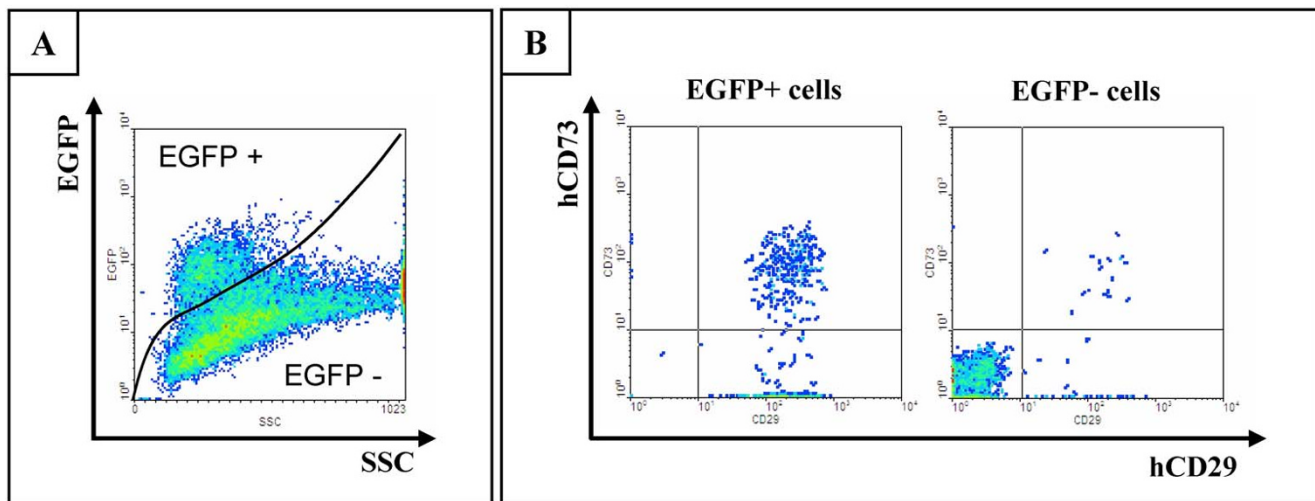 A
EGFP
10⁴
10³
10²
10¹
10⁰
EGFP
EGFP +
EGFP -
0
SSC
1023
SSC
B
EGFP+ cells
EGFP- cells
hCD73
10⁴
10³
10²
10¹
10⁰
CD73
10⁰
10¹
10²
10³
10⁴
CD29
10⁴
10³
10²
10¹
10⁰
CD73
10⁰
10¹
10²
10³
10⁴
CD29
hCD29